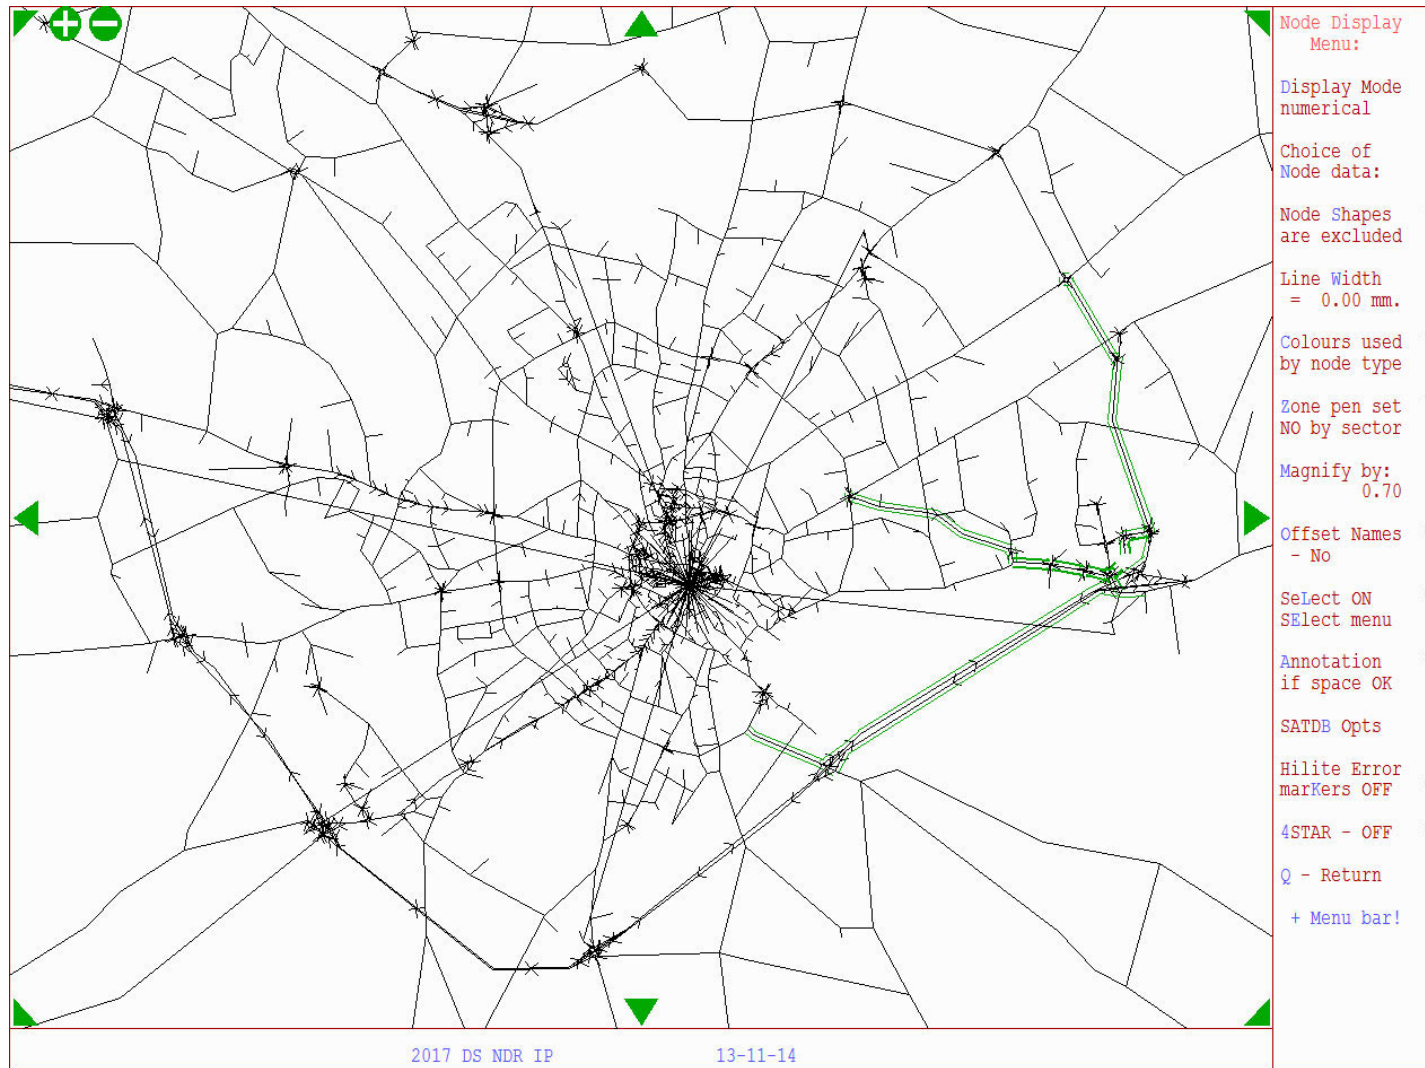 Node Display
Menu:
Display Mode
numerical
Choice of
Node data:
Node Shapes
are excluded
Line Width
= 0.00 mm.
Colours used
by node type
Zone pen set
NO by sector
Magnify by:
0.70
Offset Names
- No
SeLect ON
SElect menu
Annotation
if space OK
SATDB Opts
Hilite Error
marKers OFF
4STAR - OFF
Q - Return
+ Menu bar!
2017 DS NDR IP 13-11-14